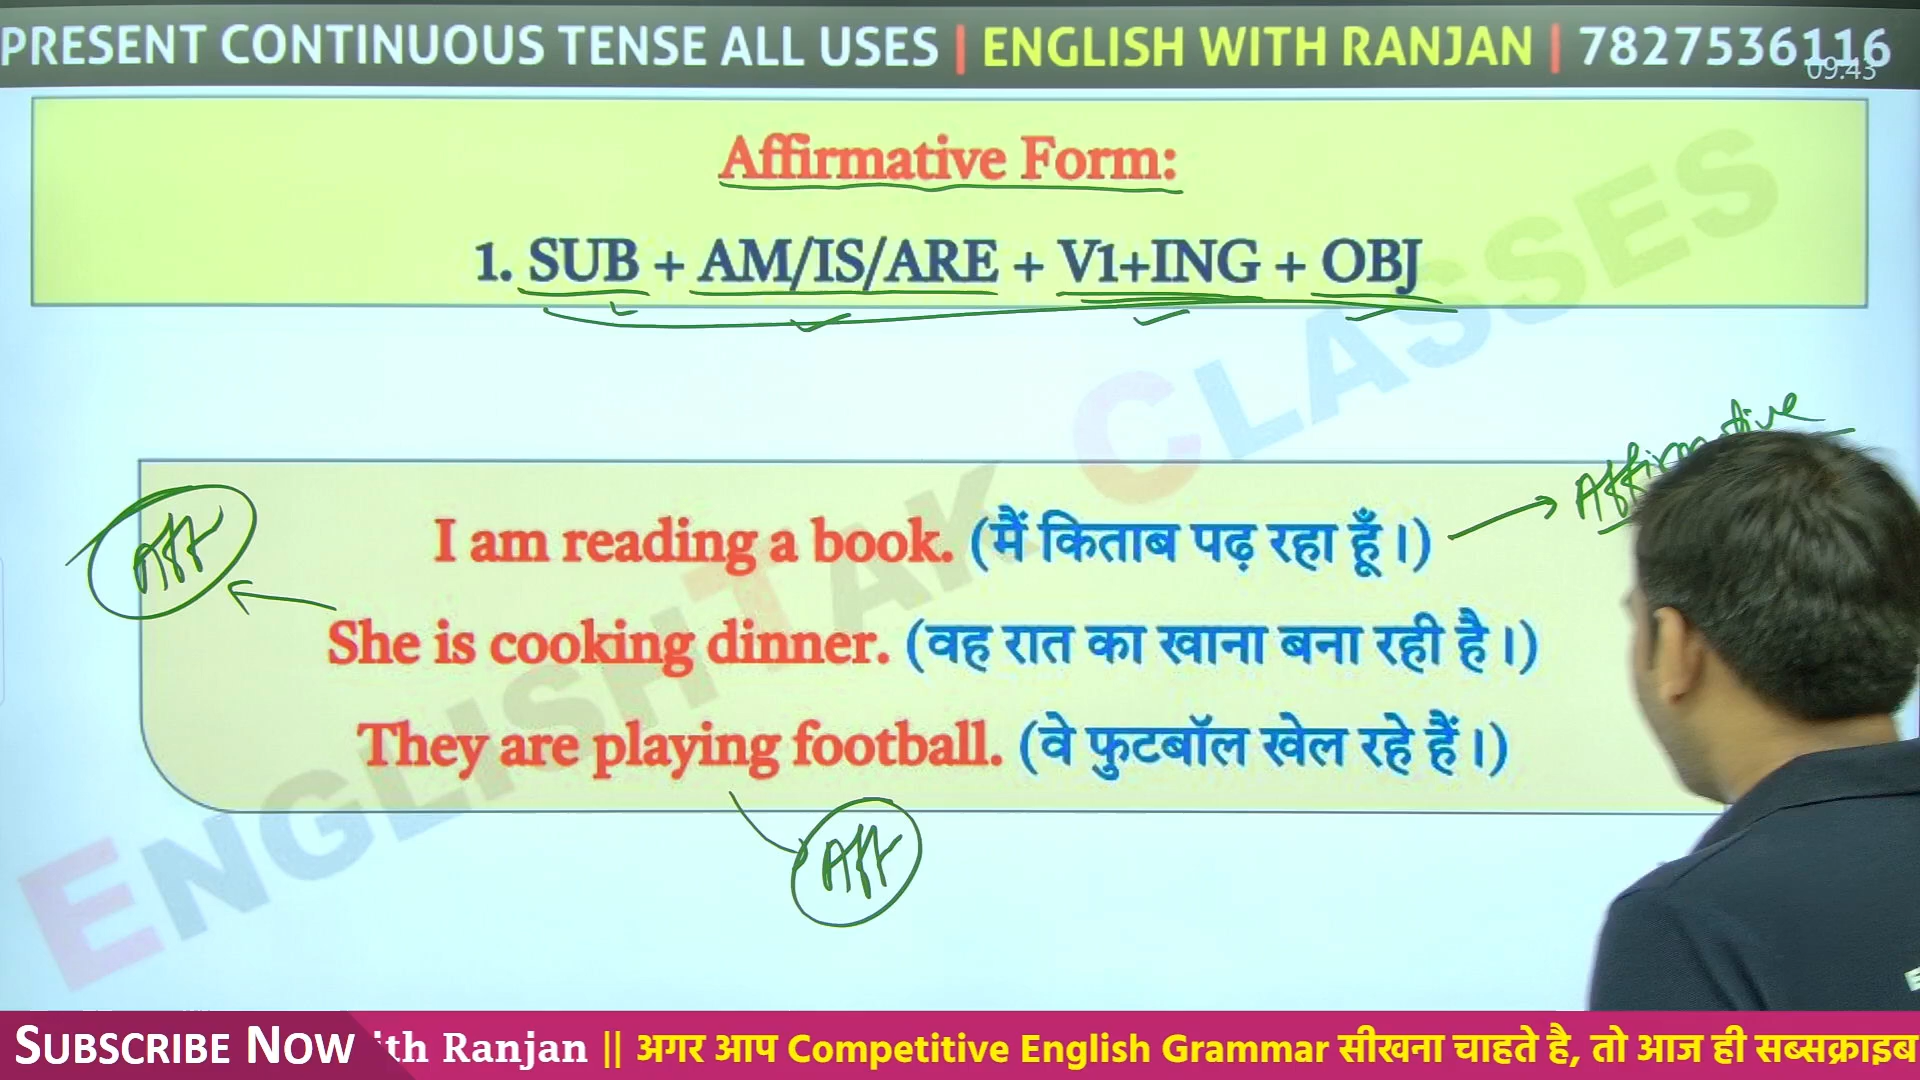 PRESENT CONTINUOUS TENSE ALL USES | ENGLISH WITH RANJAN | 7827536116
09:43
Affirmative Form:
1. SUB + AM/IS/ARE + V1+ING + OBJ
Affirmative
Aff
I am reading a book. (मैं किताब पढ़ रहा हूँ।)
She is cooking dinner. (वह रात का खाना बना रही है।)
They are playing football. (वे फुटबॉल खेल रहे हैं।)
Aff
ENGLISH TAK CLASSES
SUBSCRIBE NOW ith Ranjan || अगर आप Competitive English Grammar सीखना चाहते है, तो आज ही सब्सक्राइब